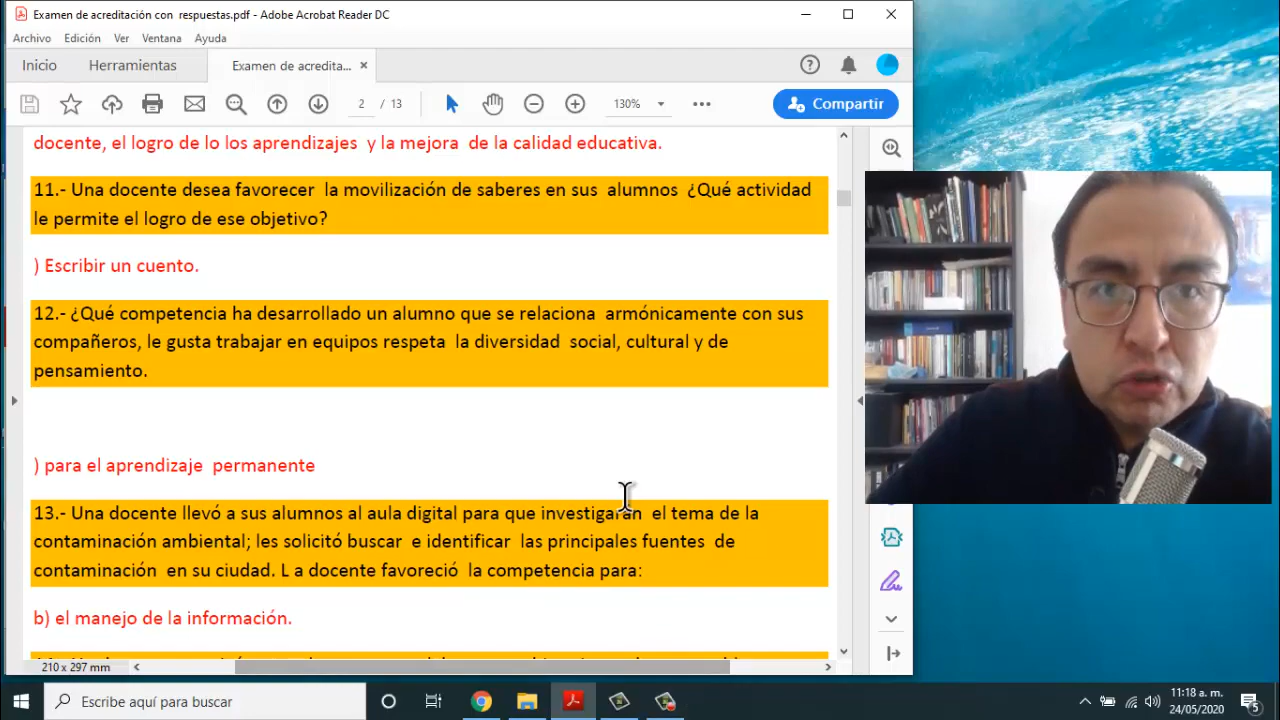 Examen de acreditación con  respuestas.pdf - Adobe Acrobat Reader DC
Archivo Edición Ver Ventana Ayuda
Inicio Herramientas Examen de acredita... ×
2 / 13 130% Compartir
docente, el logro de lo los aprendizajes  y la mejora  de la calidad educativa.
11.- Una docente desea favorecer  la movilización de saberes en sus  alumnos  ¿Qué actividad
le permite el logro de ese objetivo?
) Escribir un cuento.
12.- ¿Qué competencia ha desarrollado un alumno que se relaciona  armónicamente con sus
compañeros, le gusta trabajar en equipos respeta  la diversidad  social, cultural y de
pensamiento.
) para el aprendizaje  permanente
13.- Una docente llevó a sus alumnos al aula digital para que investigaran  el tema de la
contaminación ambiental; les solicitó buscar  e identificar  las principales fuentes  de
contaminación  en su ciudad. L a docente favoreció  la competencia para:
b) el manejo de la información.
210 x 297 mm
Escribe aquí para buscar
11:18 a. m.
24/05/2020
5